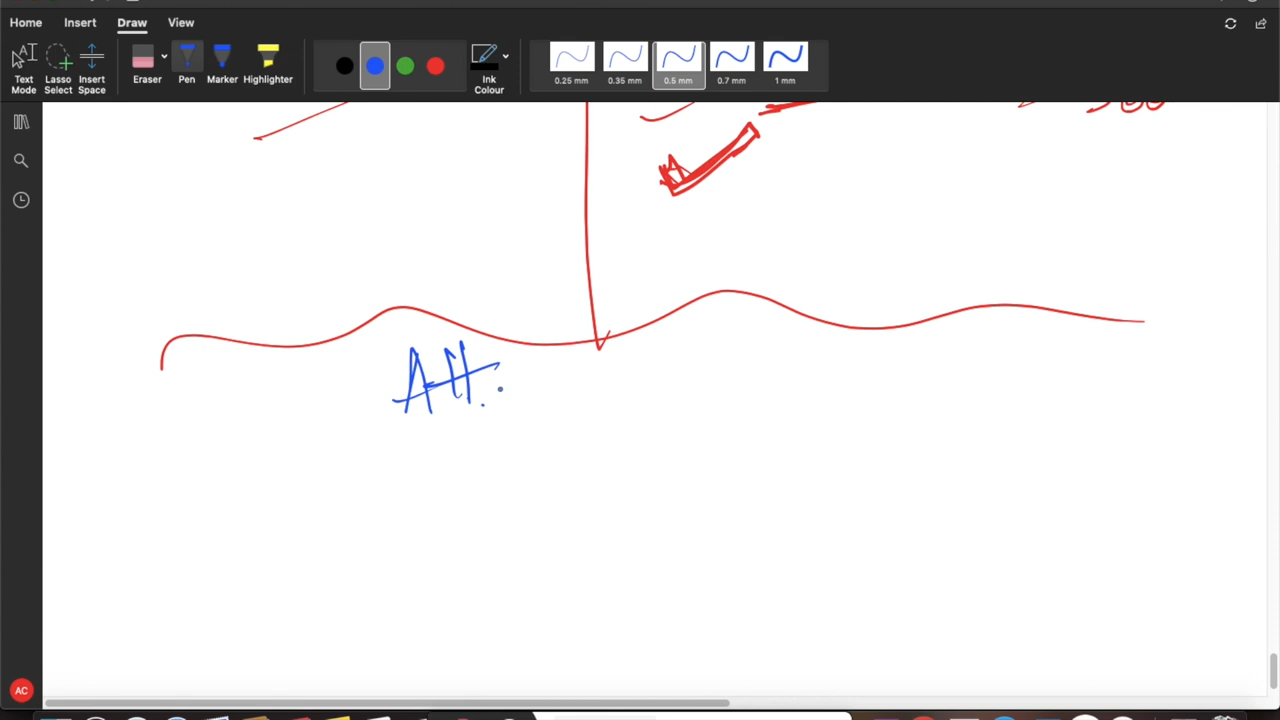 Home Insert Draw View
Text Mode Lasso Select Insert Space Eraser Pen Marker Highlighter Ink Colour 0.25 mm 0.35 mm 0.5 mm 0.7 mm 1 mm
AC